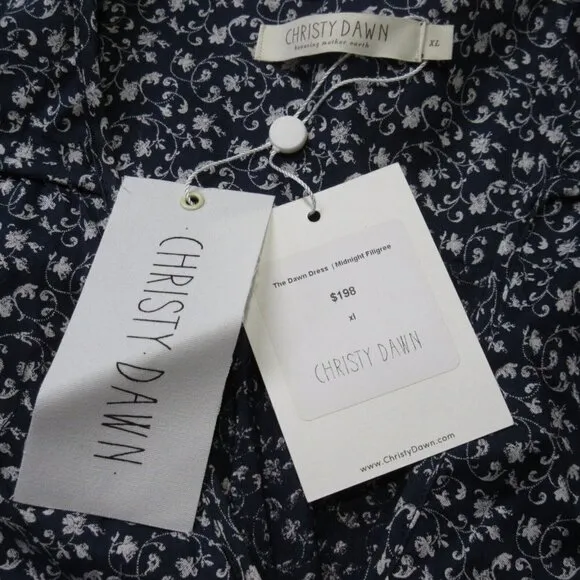 CHRISTY DAWN
honoring mother earth
XL
CHRISTY DAWN
The Dawn Dress | Midnight Filigree
$198
xl
CHRISTY DAWN
www.ChristyDawn.com